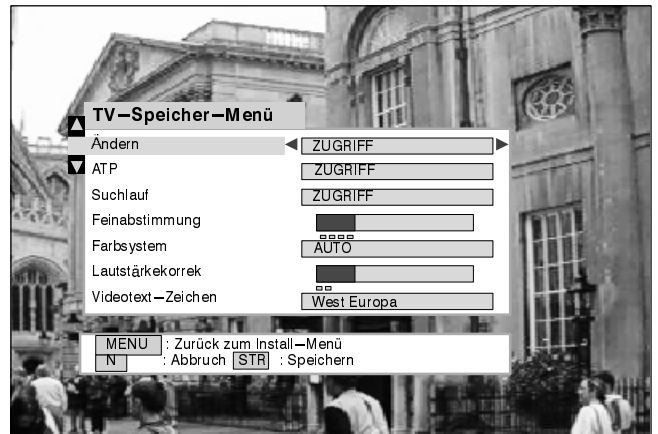 TV–Speicher–Menü
Ändern ZUGRIFF
ATP ZUGRIFF
Suchlauf ZUGRIFF
Feinabstimmung
Farbsystem AUTO
Lautstärkekorrek
Videotext–Zeichen West Europa
MENU : Zurück zum Install–Menü
N : Abbruch STR : Speichern